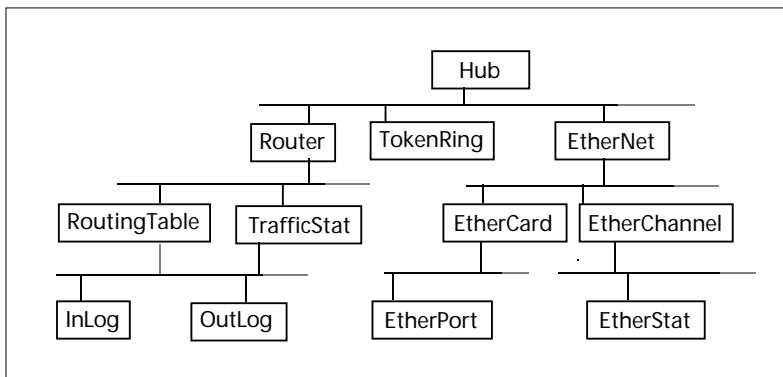 Hub
Router TokenRing EtherNet
RoutingTable TrafficStat EtherCard EtherChannel
InLog OutLog EtherPort EtherStat